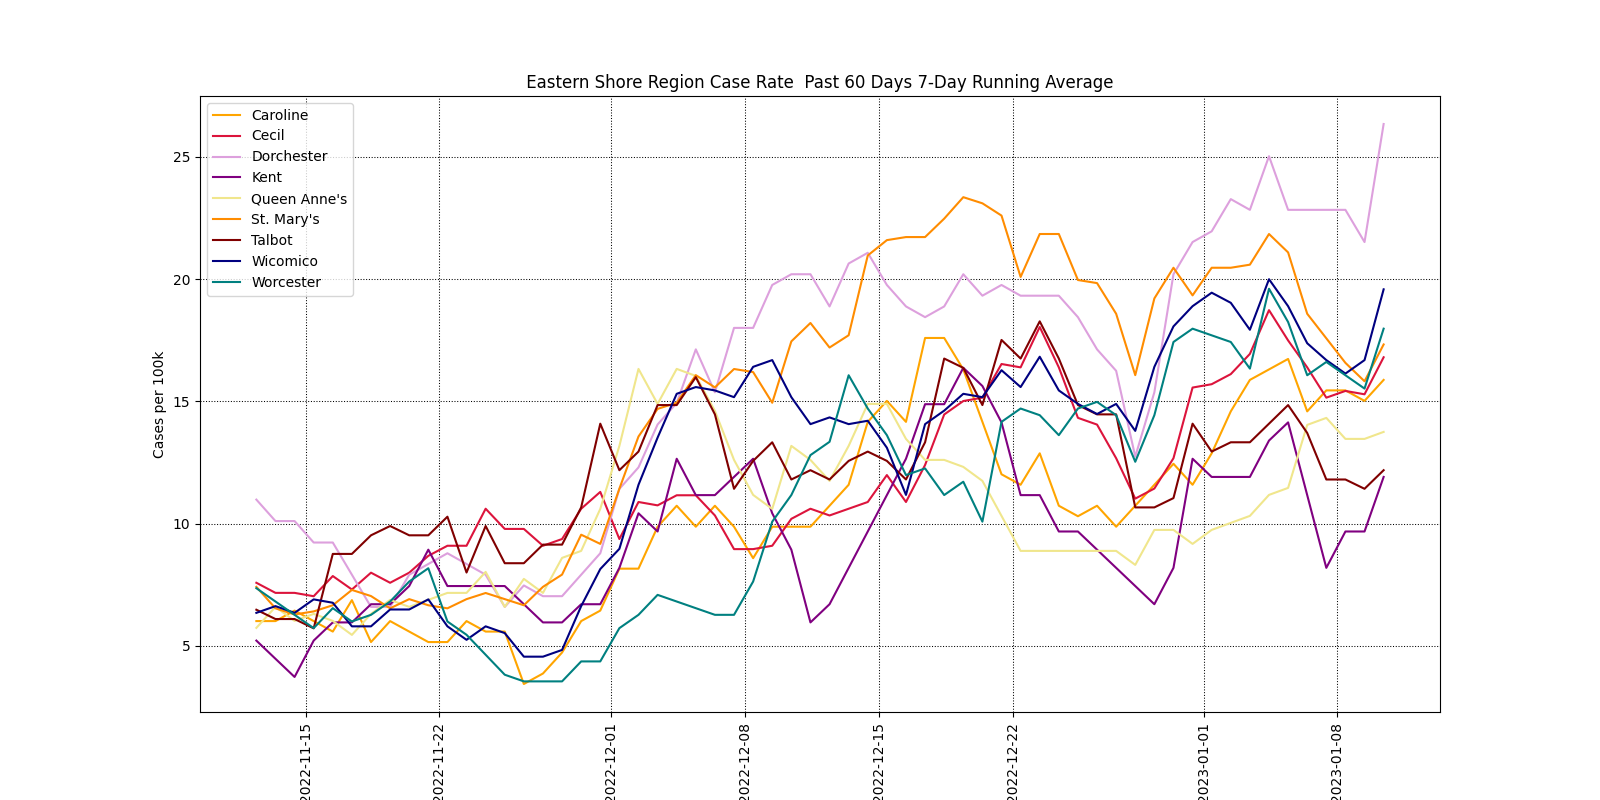 Eastern Shore Region Case Rate  Past 60 Days 7-Day Running Average
Caroline
Cecil
Dorchester
Kent
Queen Anne's
St. Mary's
Talbot
Wicomico
Worcester
25
20
15
10
5
Cases per 100k
2022-11-15
2022-11-22
2022-12-01
2022-12-08
2022-12-15
2022-12-22
2023-01-01
2023-01-08